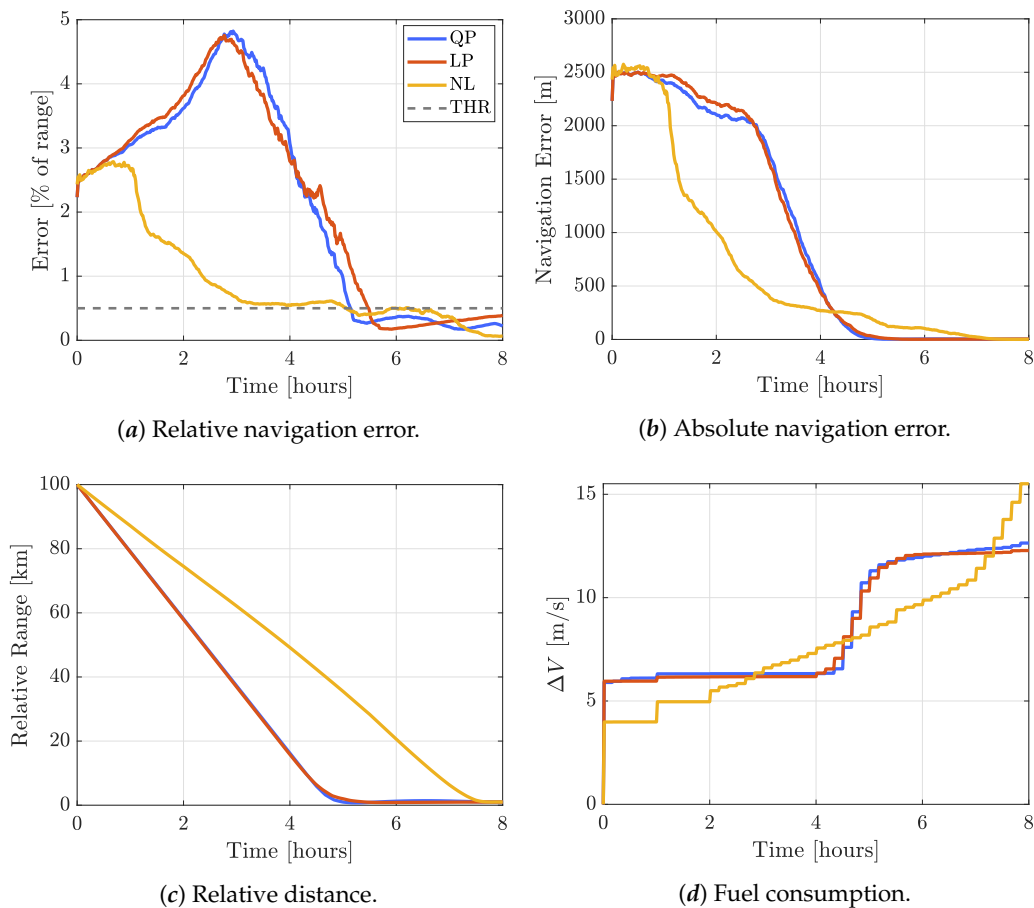 5
4
3
2
1
0
0 2 4 6 8
Error [% of range]
Time [hours]
QP
LP
NL
THR
(a) Relative navigation error.
3000
2500
2000
1500
1000
500
0
0 2 4 6 8
Navigation Error [m]
Time [hours]
(b) Absolute navigation error.
100
80
60
40
20
0
0 2 4 6 8
Relative Range [km]
Time [hours]
(c) Relative distance.
15
10
5
0
0 2 4 6 8
ΔV [m/s]
Time [hours]
(d) Fuel consumption.